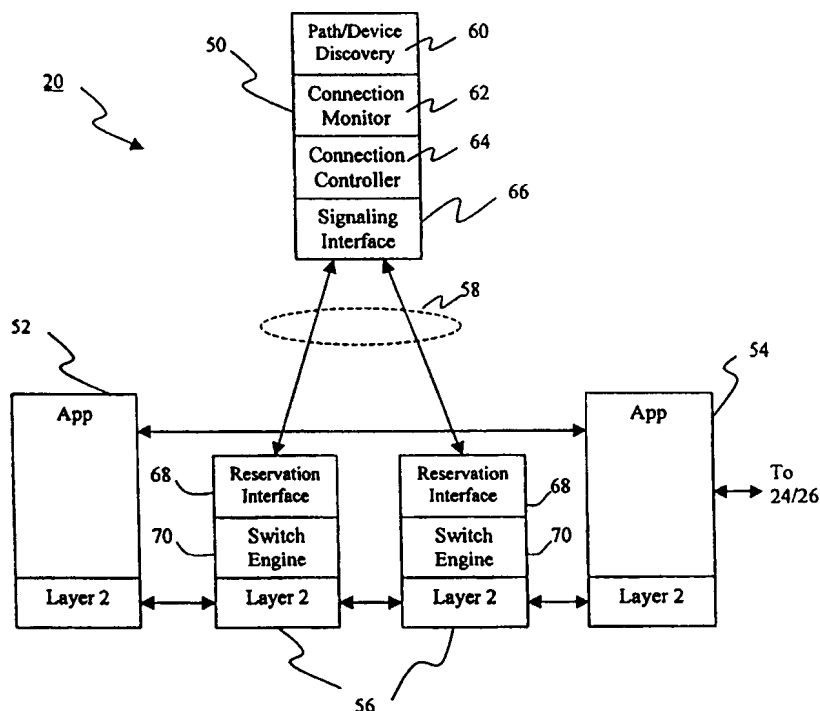 Path/Device
Discovery
60
50
20
Connection
Monitor
62
Connection
Controller
64
Signaling
Interface
66
58
52
54
App
App
68
Reservation
Interface
Reservation
Interface
68
To
24/26
70
Switch
Engine
Switch
Engine
70
Layer 2
Layer 2
Layer 2
Layer 2
56